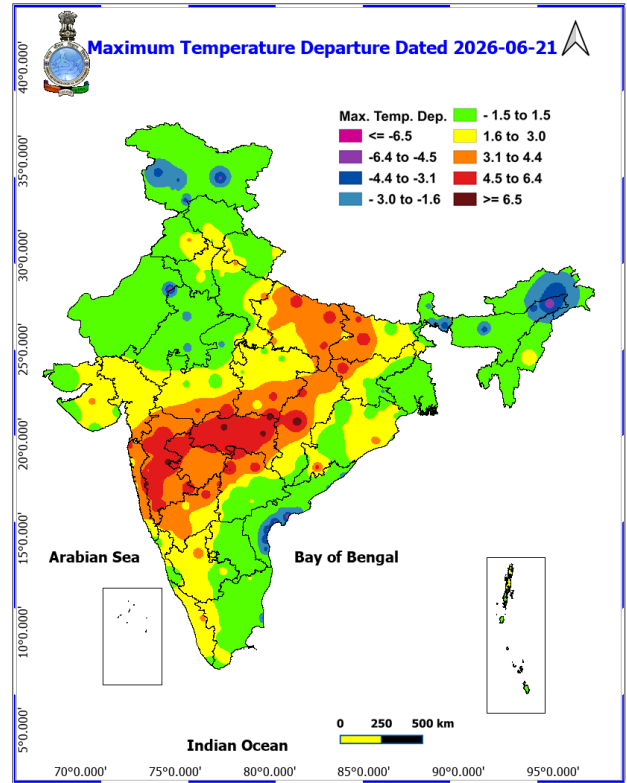 Maximum Temperature Departure Dated 2026-06-21
Max. Temp. Dep.
<= -6.5
-6.4 to -4.5
-4.4 to -3.1
- 3.0 to -1.6
- 1.5 to 1.5
1.6 to 3.0
3.1 to 4.4
4.5 to 6.4
>= 6.5
40°0.000'
35°0.000'
30°0.000'
25°0.000'
20°0.000'
15°0.000'
10°0.000'
5°0.000'
Arabian Sea
Bay of Bengal
Indian Ocean
0 250 500 km
70°0.000' 75°0.000' 80°0.000' 85°0.000' 90°0.000' 95°0.000'